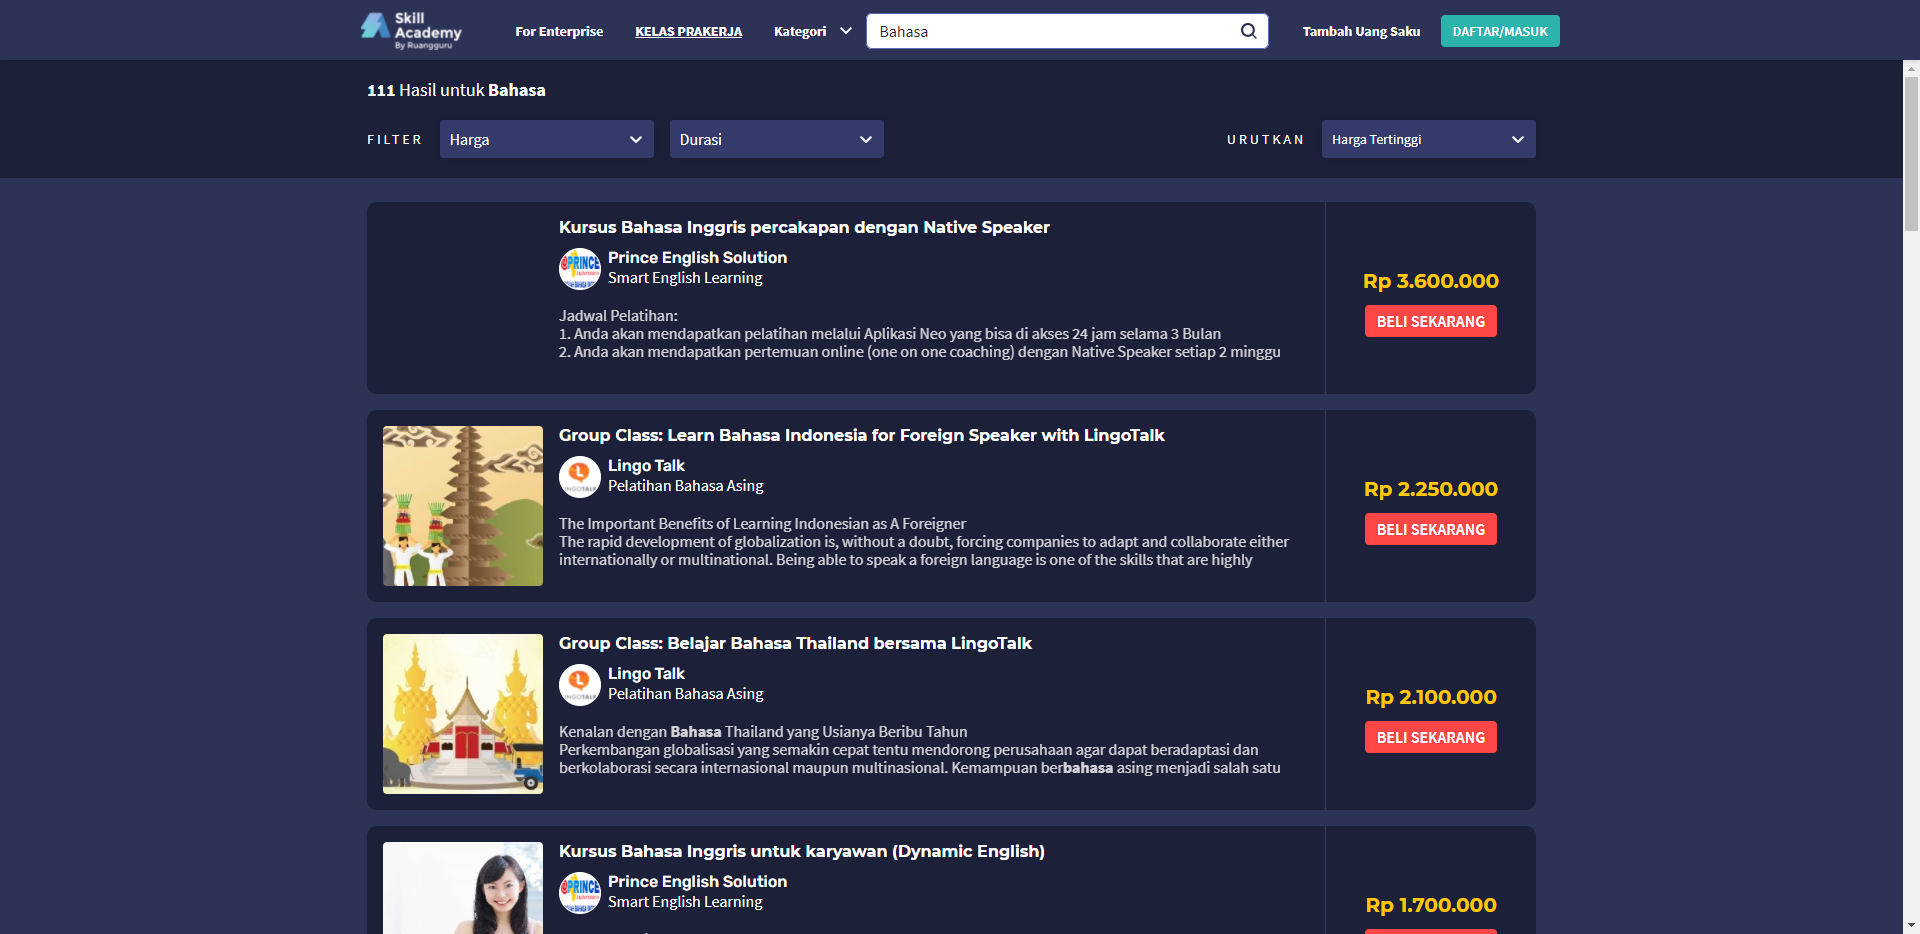 Skill
Academy
By Ruangguru
For Enterprise
KELAS PRAKERJA
Kategori
Bahasa
Tambah Uang Saku
DAFTAR/MASUK
111 Hasil untuk Bahasa
FILTER
Harga
Durasi
URUTKAN
Harga Tertinggi
Kursus Bahasa Inggris percakapan dengan Native Speaker
PRINCE
Prince English Solution
Smart English Learning
Jadwal Pelatihan:
1. Anda akan mendapatkan pelatihan melalui Aplikasi Neo yang bisa di akses 24 jam selama 3 Bulan
2. Anda akan mendapatkan pertemuan online (one on one coaching) dengan Native Speaker setiap 2 minggu
Rp 3.600.000
BELI SEKARANG
Group Class: Learn Bahasa Indonesia for Foreign Speaker with LingoTalk
Lingo Talk
Pelatihan Bahasa Asing
The Important Benefits of Learning Indonesian as A Foreigner
The rapid development of globalization is, without a doubt, forcing companies to adapt and collaborate either
internationally or multinational. Being able to speak a foreign language is one of the skills that are highly
Rp 2.250.000
BELI SEKARANG
Group Class: Belajar Bahasa Thailand bersama LingoTalk
Lingo Talk
Pelatihan Bahasa Asing
Kenalan dengan Bahasa Thailand yang Usianya Beribu Tahun
Perkembangan globalisasi yang semakin cepat tentu mendorong perusahaan agar dapat beradaptasi dan
berkolaborasi secara internasional maupun multinasional. Kemampuan berbahasa asing menjadi salah satu
Rp 2.100.000
BELI SEKARANG
Kursus Bahasa Inggris untuk karyawan (Dynamic English)
PRINCE
Prince English Solution
Smart English Learning
Rp 1.700.000